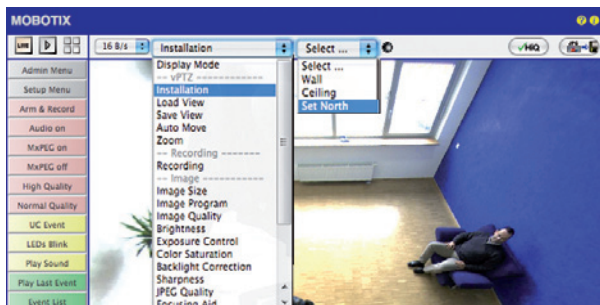 MOBOTIX
16 B/s
Installation
Select ...
HiQ
Admin Menu
Setup Menu
Arm & Record
Audio on
MxPEG on
MxPEG off
High Quality
Normal Quality
UC Event
LEDs Blink
Play Sound
Play Last Event
Event List
Display Mode
-- vPTZ ------------
Installation
Load View
Save View
Auto Move
Zoom
-- Recording -------
Recording
-- Image -----------
Image Size
Image Program
Image Quality
Brightness
Exposure Control
Color Saturation
Backlight Correction
Sharpness
JPEG Quality
Focusing Aid
Select ...
Wall
Ceiling
Set North